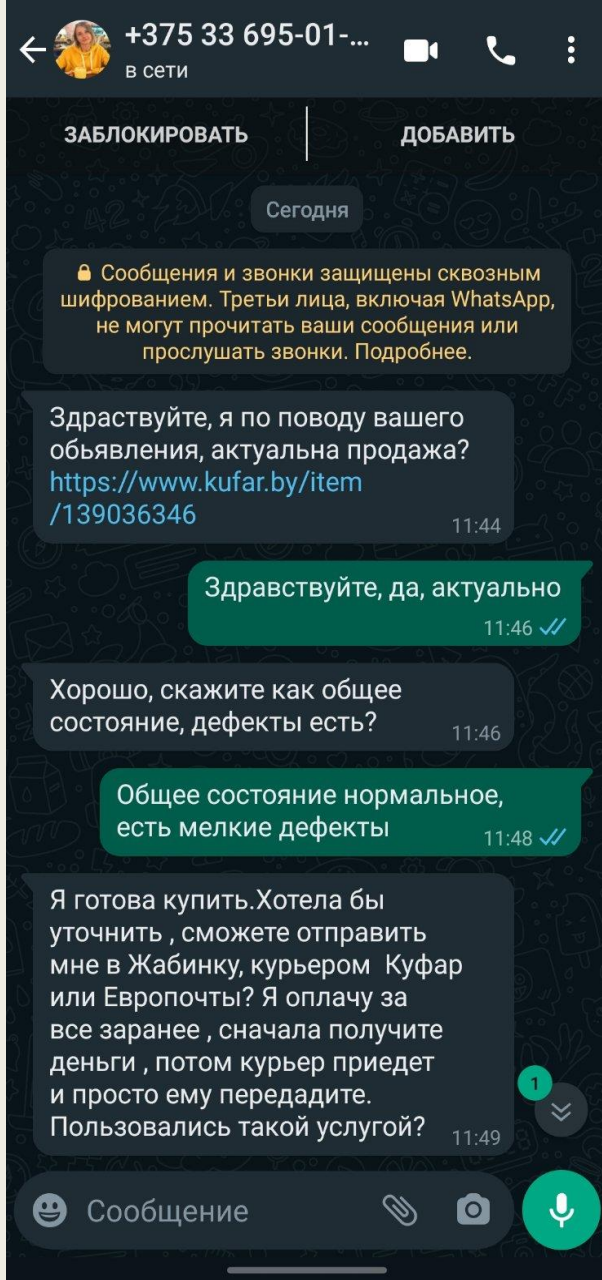 +375 33 695-01-...
в сети
ЗАБЛОКИРОВАТЬ
ДОБАВИТЬ
Сегодня
Сообщения и звонки защищены сквозным
шифрованием. Третьи лица, включая WhatsApp,
не могут прочитать ваши сообщения или
прослушать звонки. Подробнее.
Здраствуйте, я по поводу вашего
обьявления, актуальна продажа?
https://www.kufar.by/item
/139036346
11:44
Здравствуйте, да, актуально
11:46
Хорошо, скажите как общее
состояние, дефекты есть?
11:46
Общее состояние нормальное,
есть мелкие дефекты
11:48
Я готова купить.Хотела бы
уточнить , сможете отправить
мне в Жабинку, курьером  Куфар
или Европочты? Я оплачу за
все заранее , сначала получите
деньги , потом курьер приедет
и просто ему передадите.
Пользовались такой услугой?
11:49
1
Сообщение